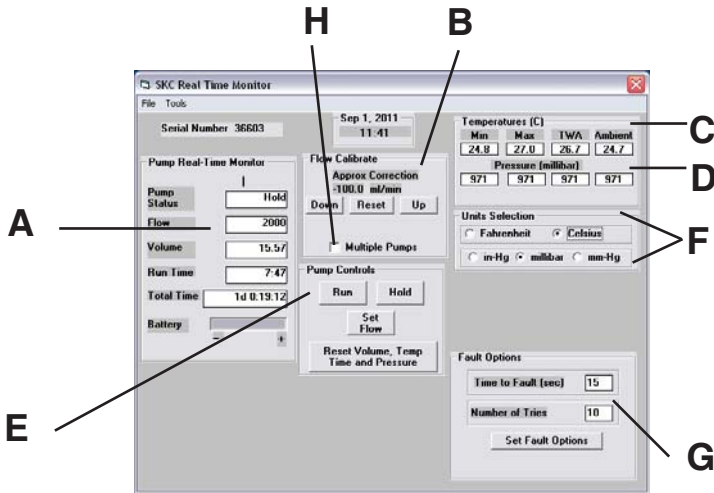 H
B
SKC Real Time Monitor
File Tools
Serial Number 36603
Sep 1, 2011
11:41
Temperatures (C)
Min Max TWA Ambient
24.8 27.0 26.7 24.7
Pressure (millibar)
971 971 971 971
C
D
Pump Real-Time Monitor
Pump Status Hold
Flow 2000
Volume 15.57
Run Time 7:47
Total Time 1d 0:19:12
Battery
- +
A
Flow Calibrate
Approx Correction
-100.0 ml/min
Down Reset Up
Multiple Pumps
Units Selection
Fahrenheit Celsius
in-Hg millibar mm-Hg
F
Pump Controls
Run Hold
Set
Flow
Reset Volume, Temp
Time and Pressure
E
Fault Options
Time to Fault (sec) 15
Number of Tries 10
Set Fault Options
G